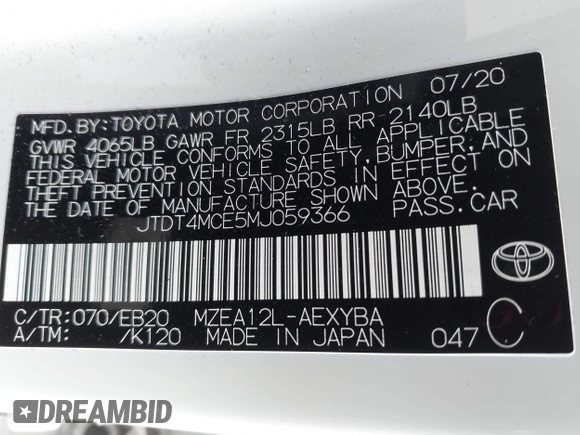 MFD.BY:TOYOTA MOTOR CORPORATION 07/20
GVWR 4065LB GAWR FR 2315LB RR-2140LB
THIS VEHICLE CONFORMS TO ALL APPLICABLE
FEDERAL MOTOR VEHICLE SAFETY,BUMPER,AND
THEFT PREVENTION STANDARDS IN EFFECT ON
THE DATE OF MANUFACTURE SHOWN ABOVE.
JTDT4MCE5MJ059366 PASS.CAR
C/TR:070/EB20 MZEA12L-AEXYBA
A/TM: /K120 MADE IN JAPAN 047 C
DREAMBID